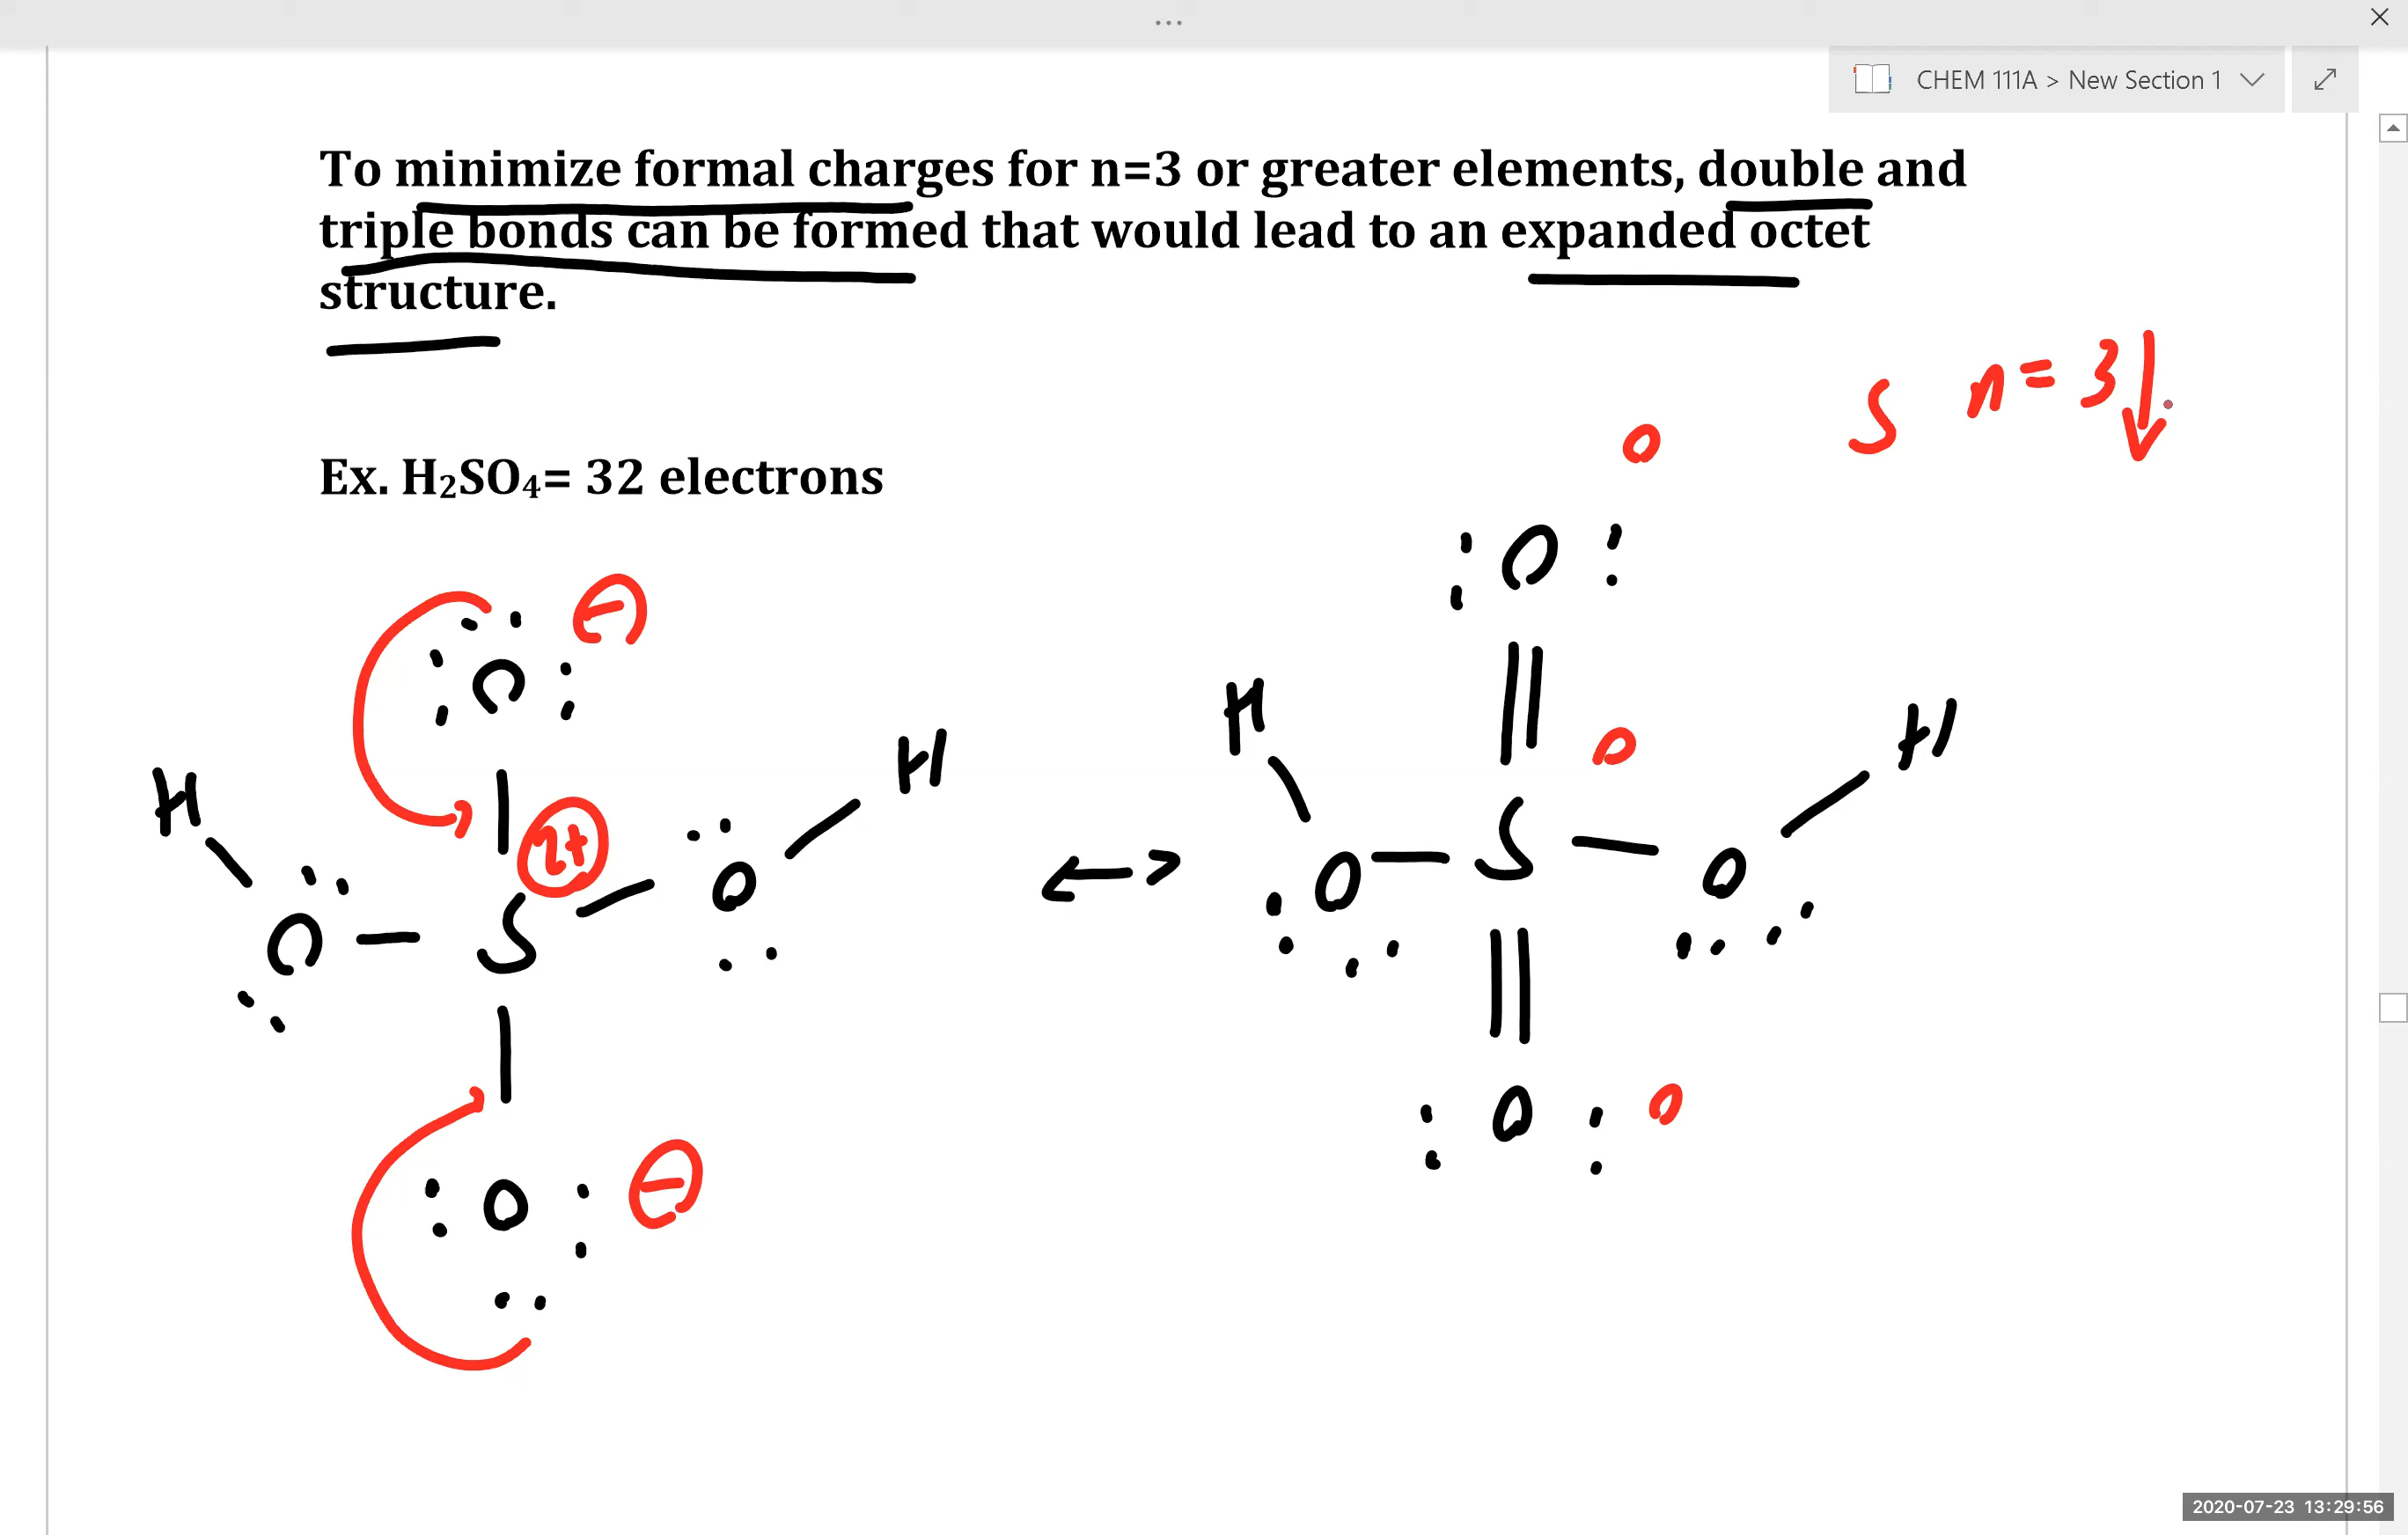 CHEM 111A > New Section 1
To minimize formal charges for n=3 or greater elements, double and
triple bonds can be formed that would lead to an expanded octet
structure.
S n = 3
Ex. H₂SO₄= 32 electrons
O
⊖
O
H
H
2+
O
S
O
O
⊖
0
O
H
H
0
O
S
O
O
0
2020-07-23 13:29:56